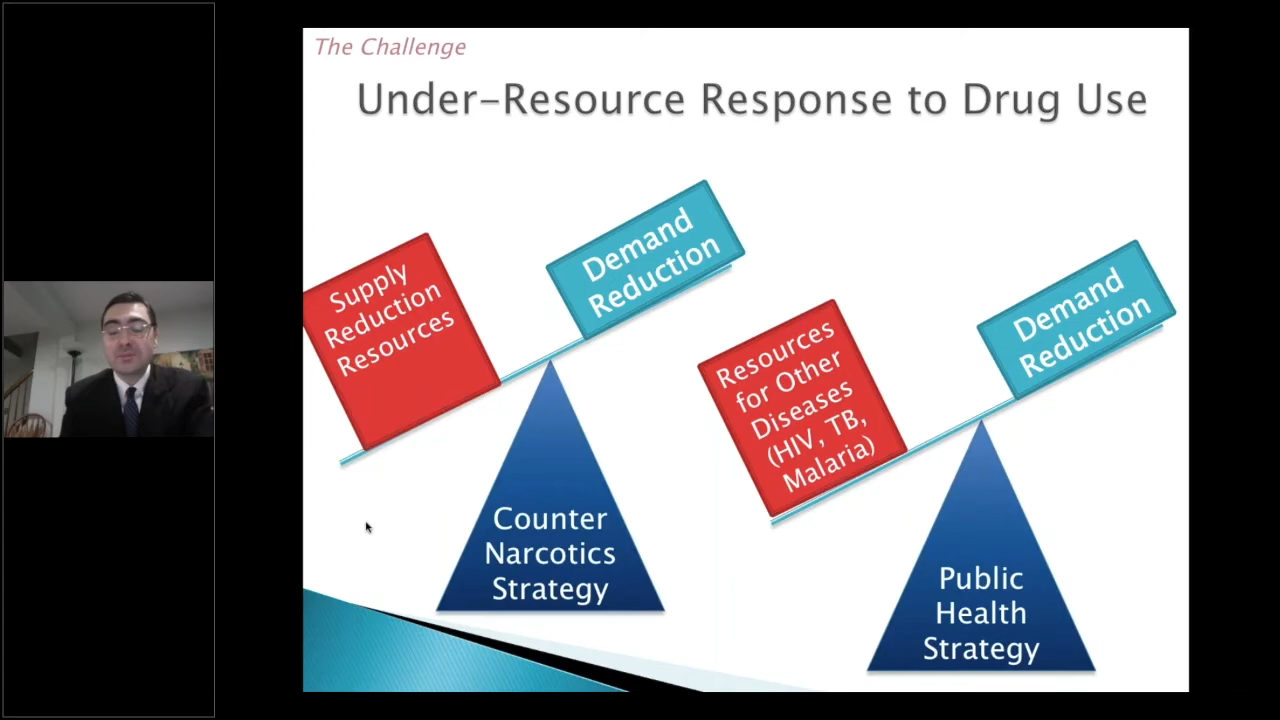 The Challenge
Under-Resource Response to Drug Use
Supply
Reduction
Resources
Demand
Reduction
Counter
Narcotics
Strategy
Resources
for Other
Diseases
(HIV, TB,
Malaria)
Demand
Reduction
Public
Health
Strategy